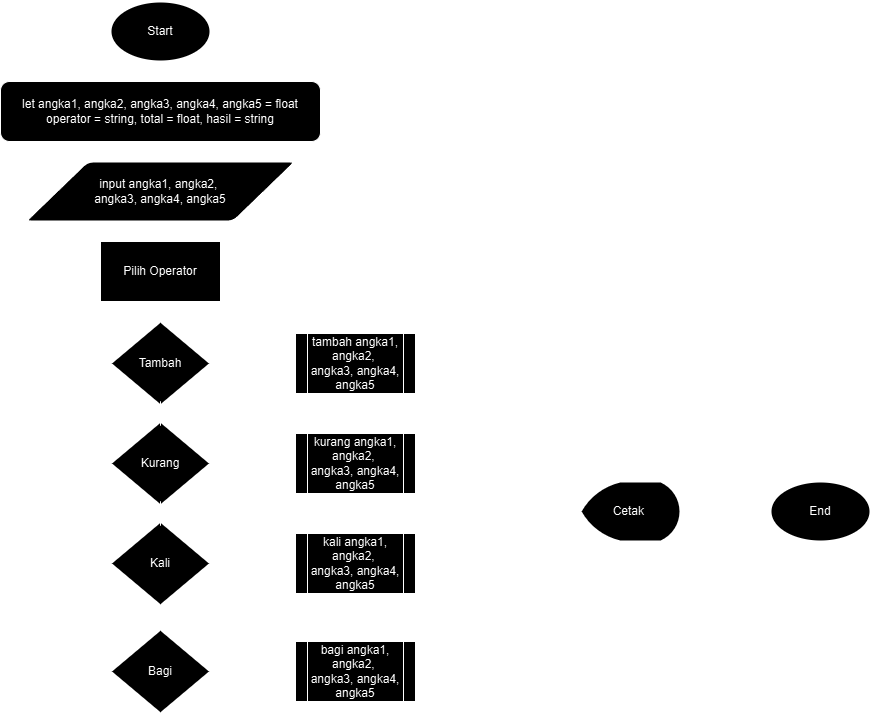 Start
let angka1, angka2, angka3, angka4, angka5 = float
operator = string, total = float, hasil = string
input angka1, angka2,
angka3, angka4, angka5
Pilih Operator
Tambah
tambah angka1,
angka2,
angka3, angka4,
angka5
Kurang
kurang angka1,
angka2,
angka3, angka4,
angka5
Kali
kali angka1,
angka2,
angka3, angka4,
angka5
Bagi
bagi angka1,
angka2,
angka3, angka4,
angka5
Cetak
End